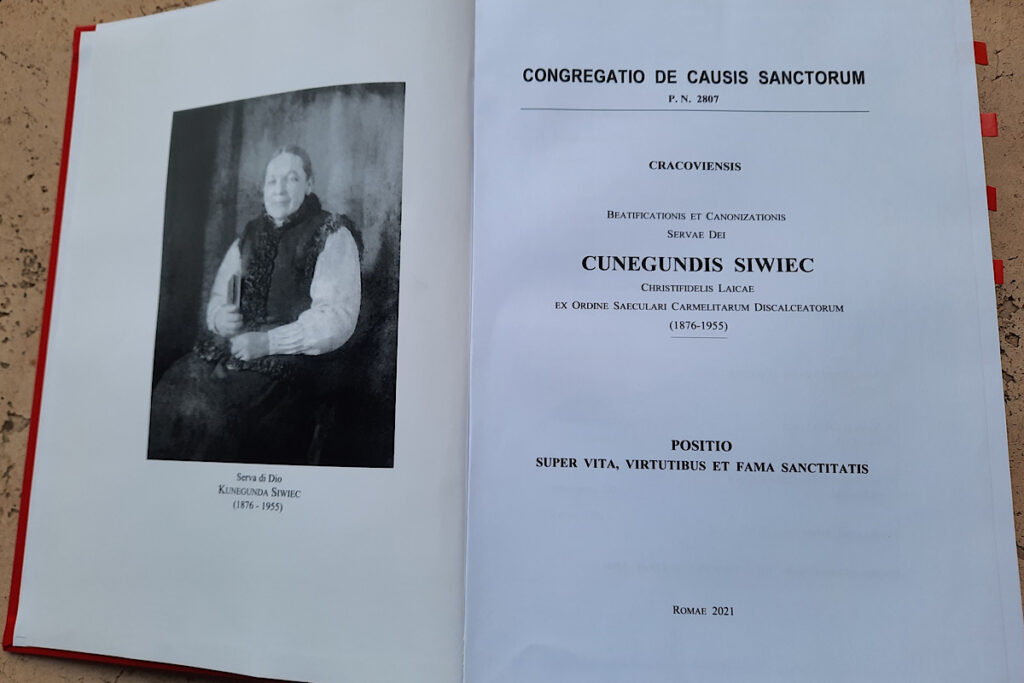 Serva di Dio
KUNEGUNDA SIWIEC
(1876 - 1955)
CONGREGATIO DE CAUSIS SANCTORUM
P. N. 2807
CRACOVIENSIS
BEATIFICATIONIS ET CANONIZATIONIS
SERVAE DEI
CUNEGUNDIS SIWIEC
CHRISTIFIDELIS LAICAE
EX ORDINE SAECULARI CARMELITARUM DISCALCEATORUM
(1876-1955)
POSITIO
SUPER VITA, VIRTUTIBUS ET FAMA SANCTITATIS
ROMAE 2021